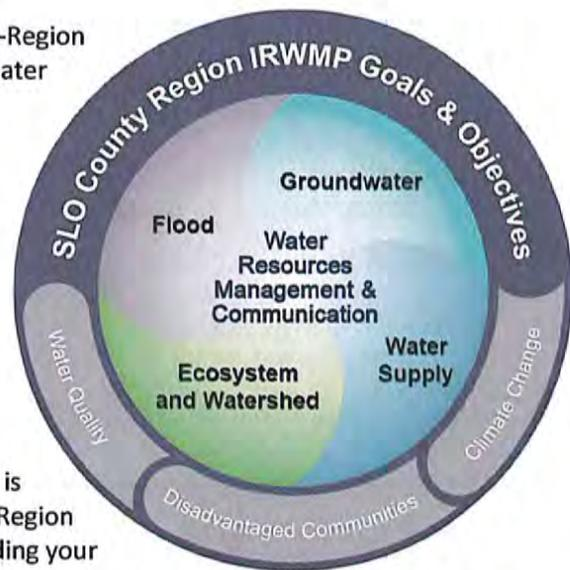 -Region
ater
SLO County Region IRWMP Goals & Objectives
Groundwater
Flood
Water
Resources
Management &
Communication
Water
Supply
Ecosystem
and Watershed
Water Quality
Disadvantaged Communities
Climate Change
is
Region
ding your